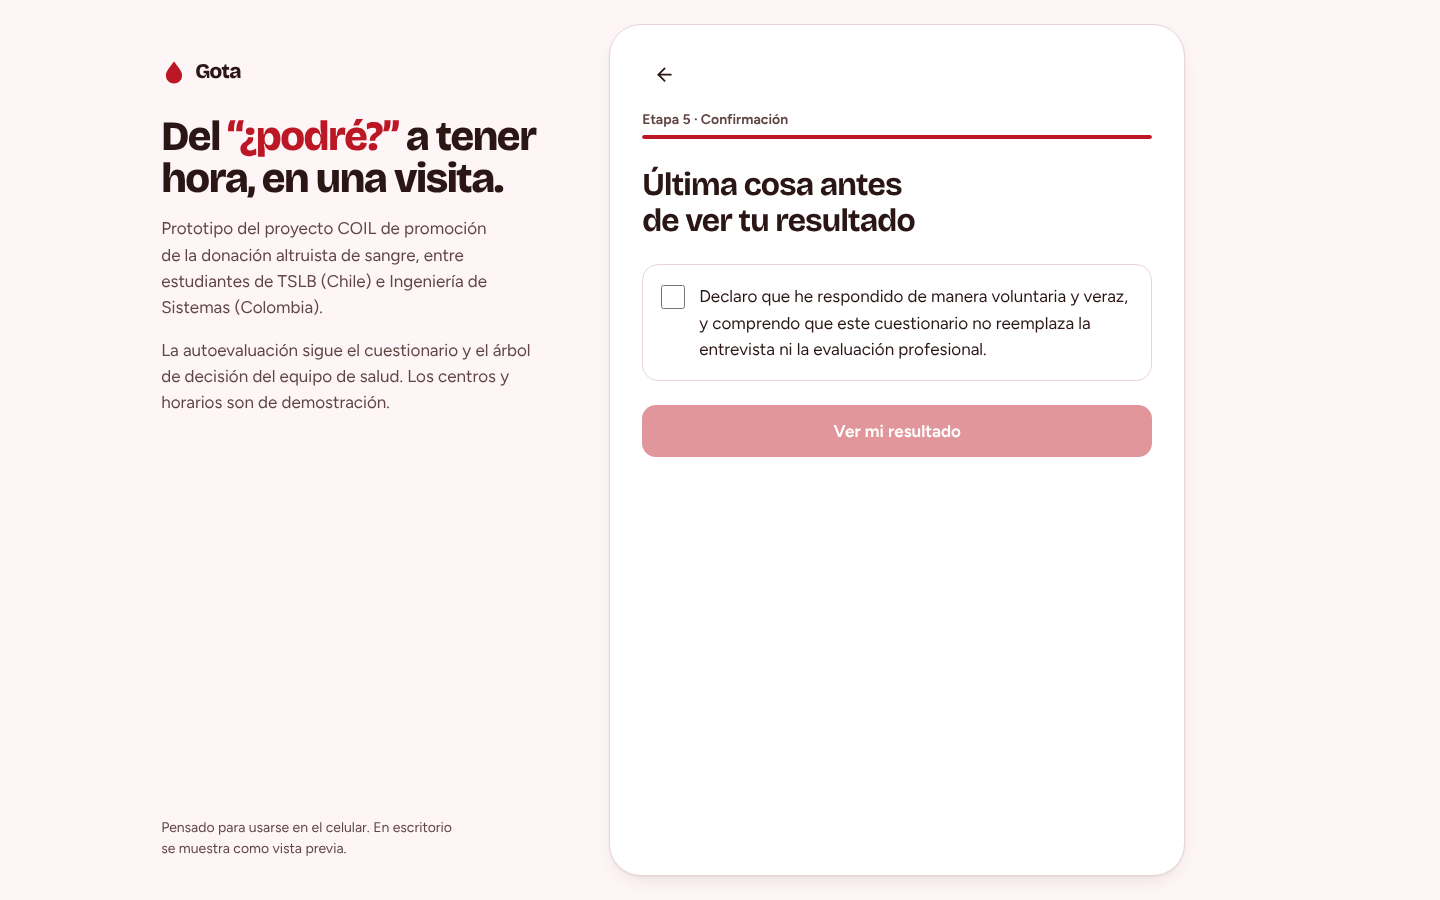 Gota
Del “¿podré?” a tener
hora, en una visita.
Prototipo del proyecto COIL de promoción
de la donación altruista de sangre, entre
estudiantes de TSLB (Chile) e Ingeniería de
Sistemas (Colombia).
La autoevaluación sigue el cuestionario y el árbol
de decisión del equipo de salud. Los centros y
horarios son de demostración.
Pensado para usarse en el celular. En escritorio
se muestra como vista previa.
Etapa 5 · Confirmación
Última cosa antes
de ver tu resultado
Declaro que he respondido de manera voluntaria y veraz,
y comprendo que este cuestionario no reemplaza la
entrevista ni la evaluación profesional.
Ver mi resultado